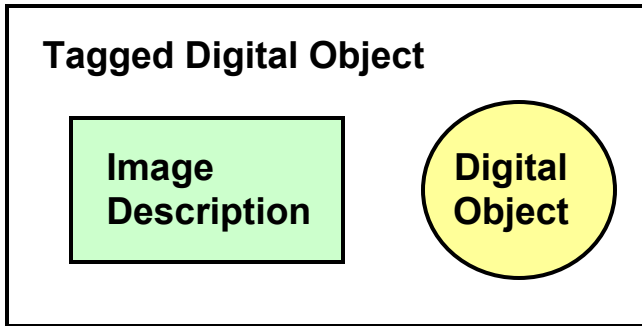 Tagged Digital Object
Image
Description
Digital
Object